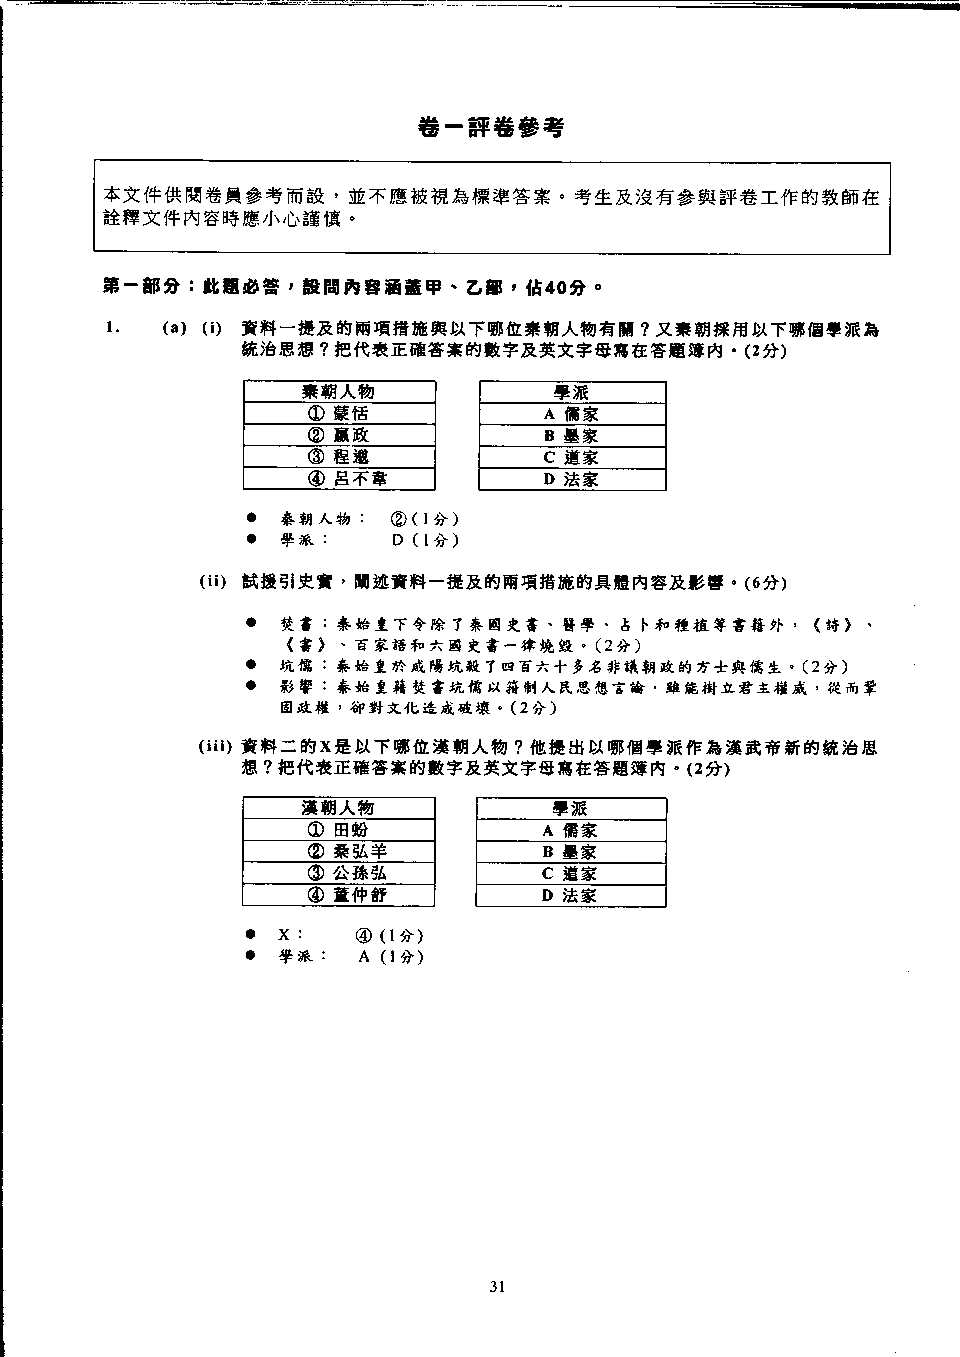 卷一評卷參考
本文件供閱卷員參考而設，並不應被視為標準答案。考生及沒有參與評卷工作的教師在
詮釋文件內容時應小心謹慎。
第一部分：此題必答，設問內容涵蓋甲、乙部，佔40分。
1. (a) (i) 資料一提及的兩項措施與以下哪位秦朝人物有關？又秦朝採用以下哪個學派為
統治思想？把代表正確答案的數字及英文字母寫在答題簿內。(2分)
秦朝人物 學派
① 蒙恬 A 儒家
② 嬴政 B 墨家
③ 程邈 C 道家
④ 呂不韋 D 法家
● 秦朝人物： ②(1分)
● 學派： D (1分)
(ii) 試援引史實，闡述資料一提及的兩項措施的具體內容及影響。(6分)
● 焚書：秦始皇下令除了秦國史書、醫學、占卜和種植等書籍外，《詩》、
《書》、百家語和六國史書一律燒毀。(2分)
● 坑儒：秦始皇於咸陽坑殺了四百六十多名非議朝政的方士與儒生。(2分)
● 影響：秦始皇藉焚書坑儒以箝制人民思想言論，雖能樹立君主權威，從而鞏
固政權，卻對文化造成破壞。(2分)
(iii) 資料二的X是以下哪位漢朝人物？他提出以哪個學派作為漢武帝新的統治思
想？把代表正確答案的數字及英文字母寫在答題簿內。(2分)
漢朝人物 學派
① 田蚡 A 儒家
② 桑弘羊 B 墨家
③ 公孫弘 C 道家
④ 董仲舒 D 法家
● X： ④ (1分)
● 學派： A (1分)
31